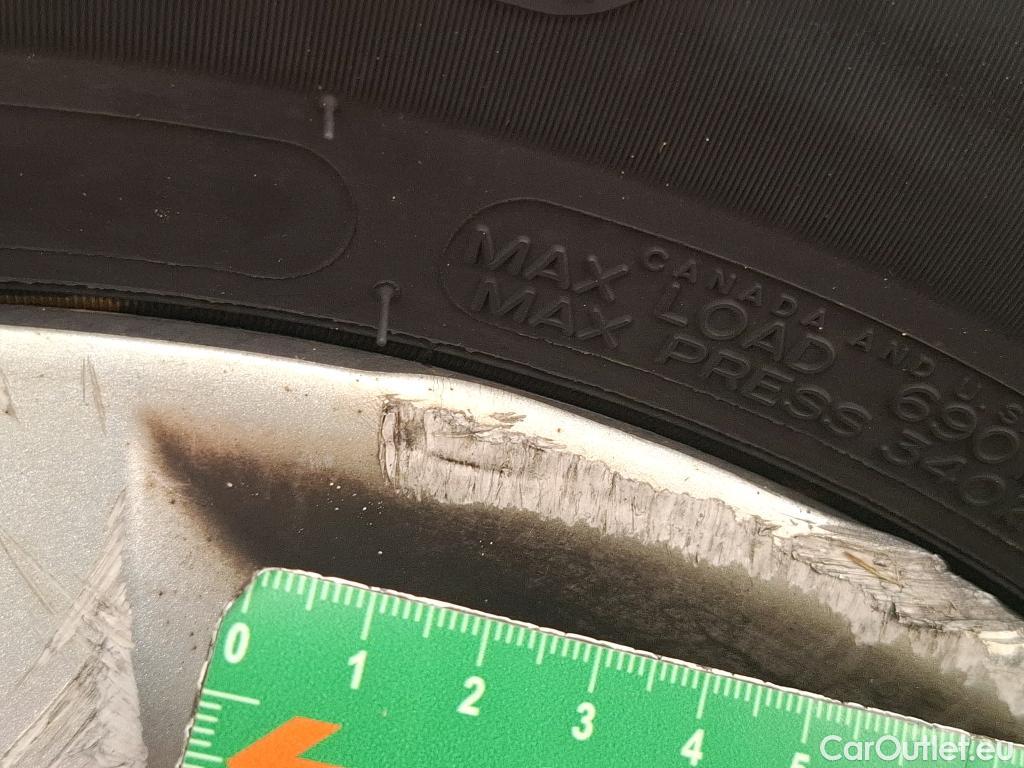 CANADA AND U.S
MAX LOAD 690
MAX PRESS 340
0 1 2 3 4 5
CarOutlet.eu